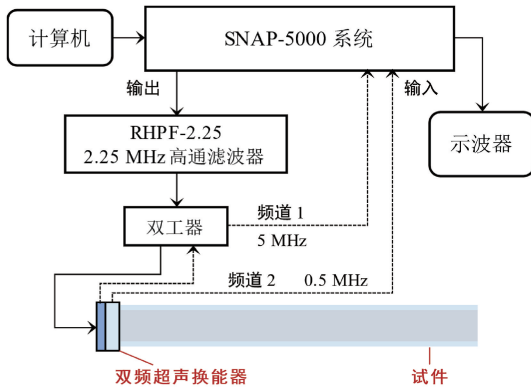 计算机
SNAP-5000 系统
输出
输入
RHPF-2.25
2.25 MHz 高通滤波器
示波器
双工器
频道 1
5 MHz
频道 2 0.5 MHz
双频超声换能器
试件